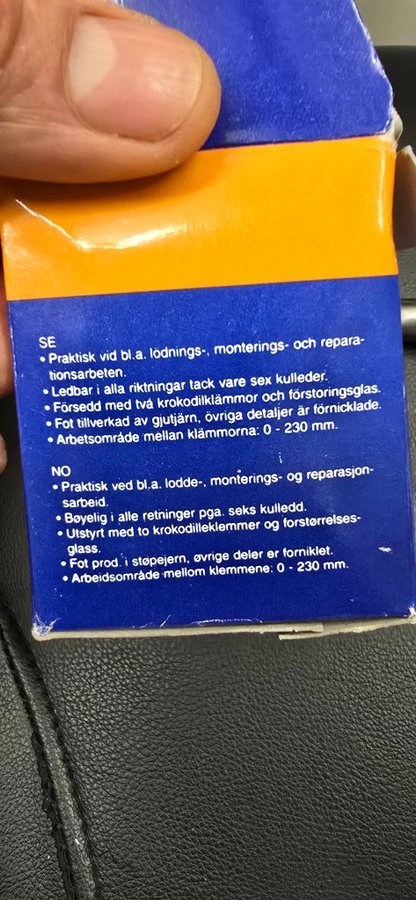 SE
• Praktisk vid bl.a. lödnings-, monterings- och repara-
tionsarbeten.
• Ledbar i alla riktningar tack vare sex kulleder.
• Försedd med två krokodilklämmor och förstoringsglas.
• Fot tillverkad av gjutjärn, övriga detaljer är förnicklade.
• Arbetsområde mellan klämmorna: 0 - 230 mm.
NO
• Praktisk ved bl.a. lodde-, monterings- og reparasjon-
sarbeid.
• Bøyelig i alle retninger pga. seks kulledd.
• Utstyrt med to krokodilleklemmer og forstørrelses-
glass.
• Fot prod. i støpejern, øvrige deler er forniklet.
• Arbeidsområde mellom klemmene: 0 - 230 mm.